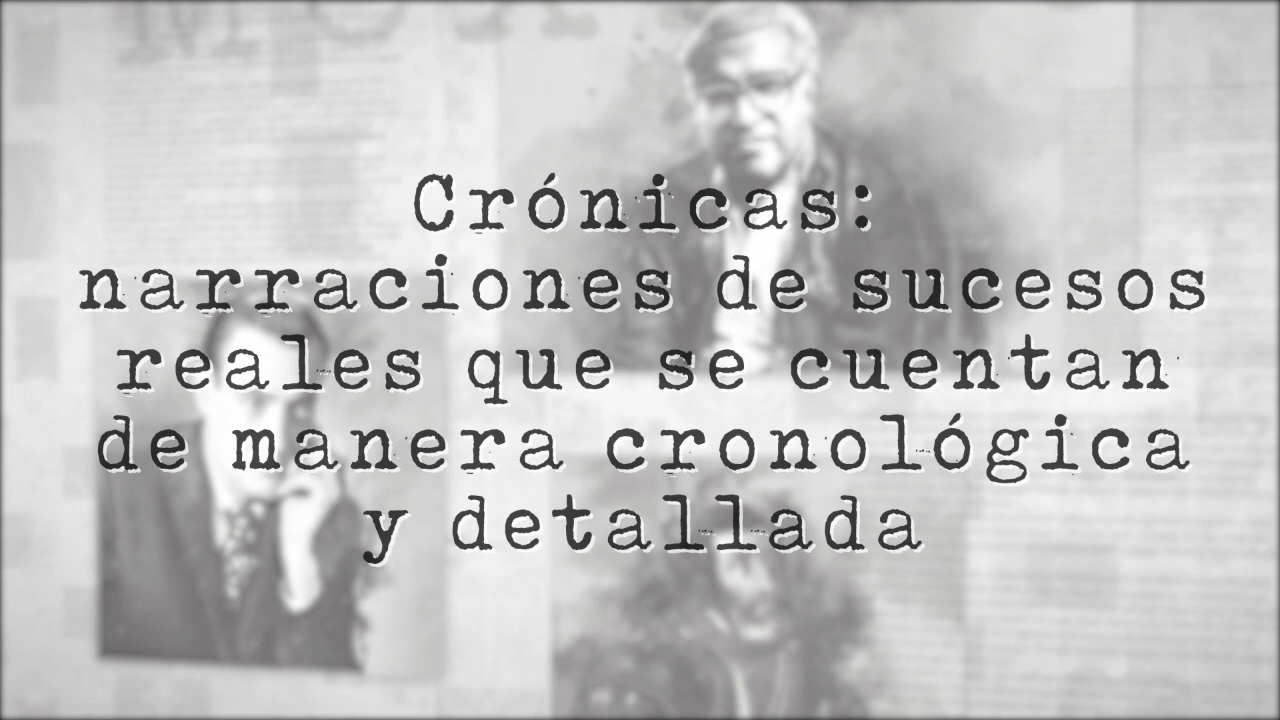 Crónicas:
narraciones de sucesos
reales que se cuentan
de manera cronológica
y detallada